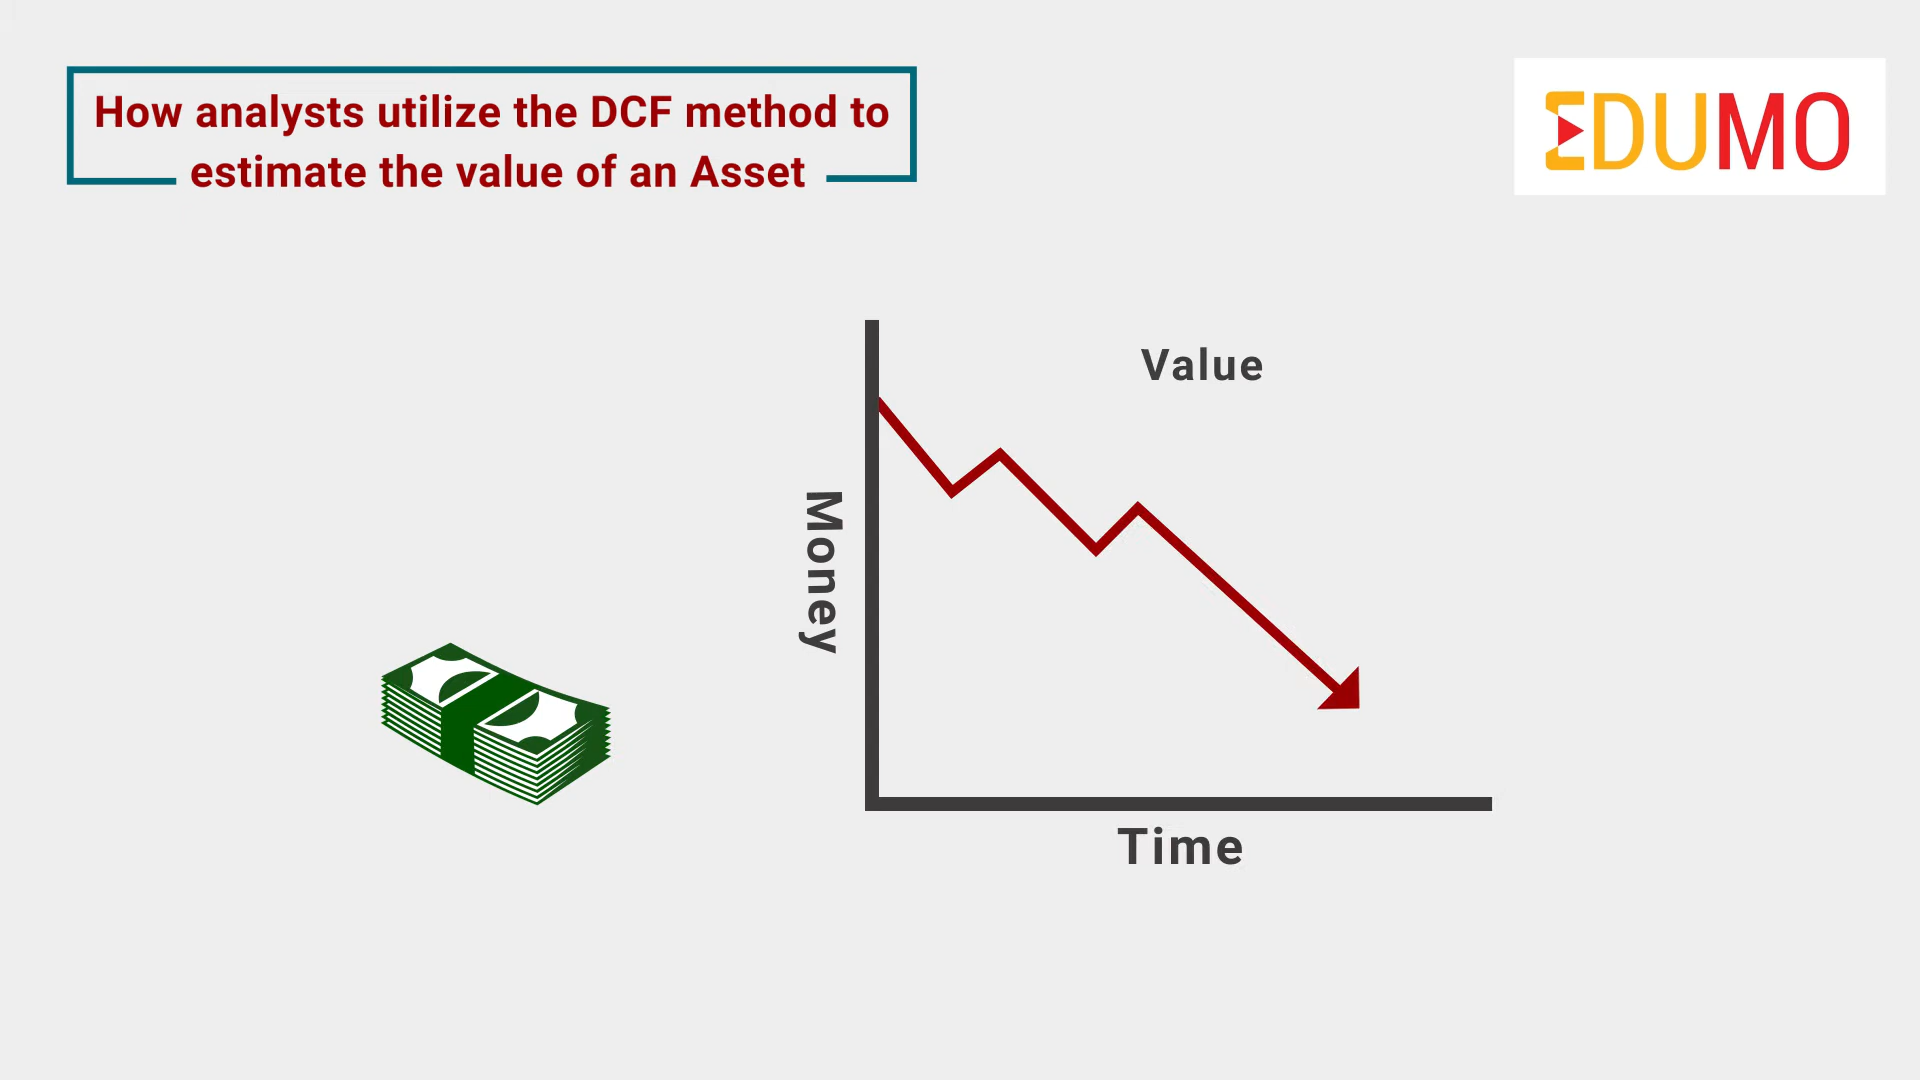 How analysts utilize the DCF method to
estimate the value of an Asset
EDUMO
Value
Money
Time